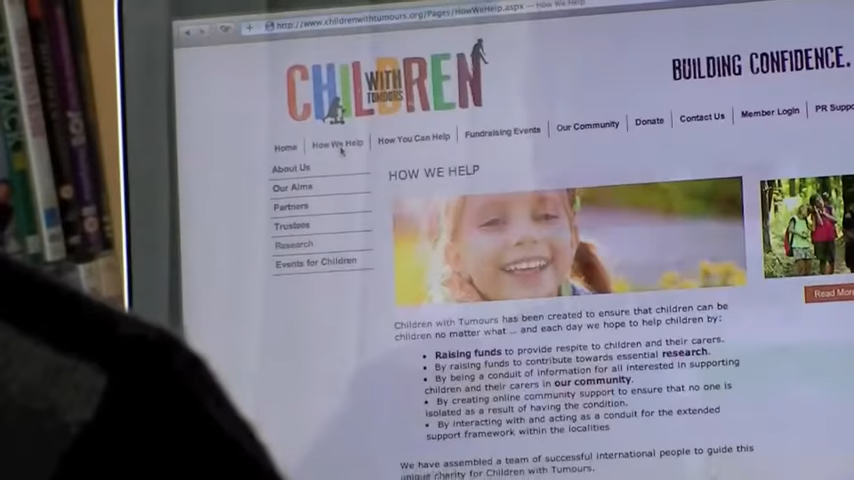 http://www.childrenwithtumours.org/Pages/HowWeHelp.aspx — How We Help
CHILDREN
WITH
TUMOURS
BUILDING CONFIDENCE.
Home
How We Help
How You Can Help
Fundraising Events
Our Community
Donate
Contact Us
Member Login
PR Suppo
About Us
Our Aims
Partners
Trustees
Research
Events for Children
HOW WE HELP
Read More
Children with Tumours has been created to ensure that children can be
children no matter what ... and each day we hope to help children by:
• Raising funds to provide respite to children and their carers.
• By raising funds to contribute towards essential research.
• By being a conduit of information for all interested in supporting
children and their carers in our community.
• By creating online community support to ensure that no one is
isolated as a result of having the condition.
• By interacting with and acting as a conduit for the extended
support framework within the localities
We have assembled a team of successful international people to guide this
unique charity for Children with Tumours.